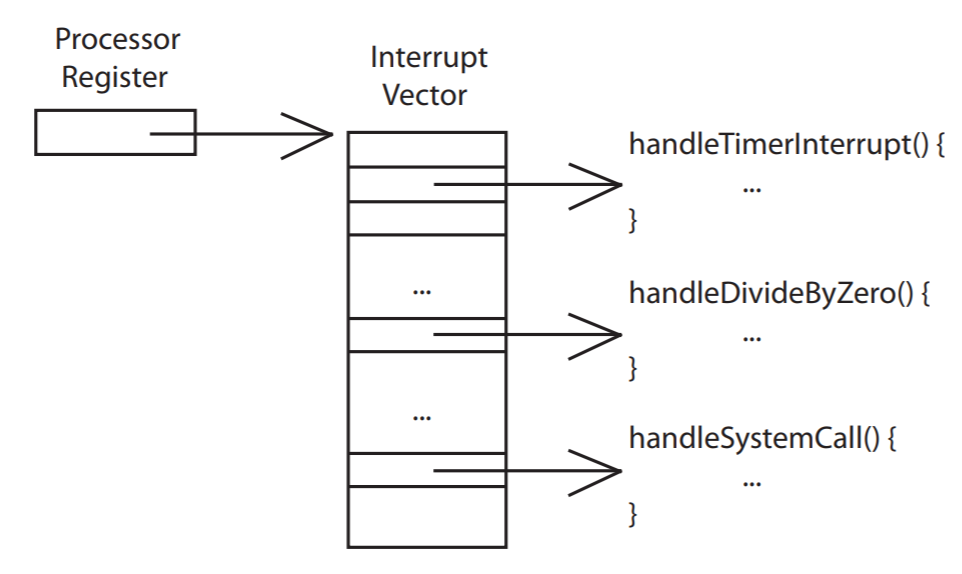 Processor
Register
Interrupt
Vector
handleTimerInterrupt() {
...
}
...
handleDivideByZero() {
...
}
...
handleSystemCall() {
...
}